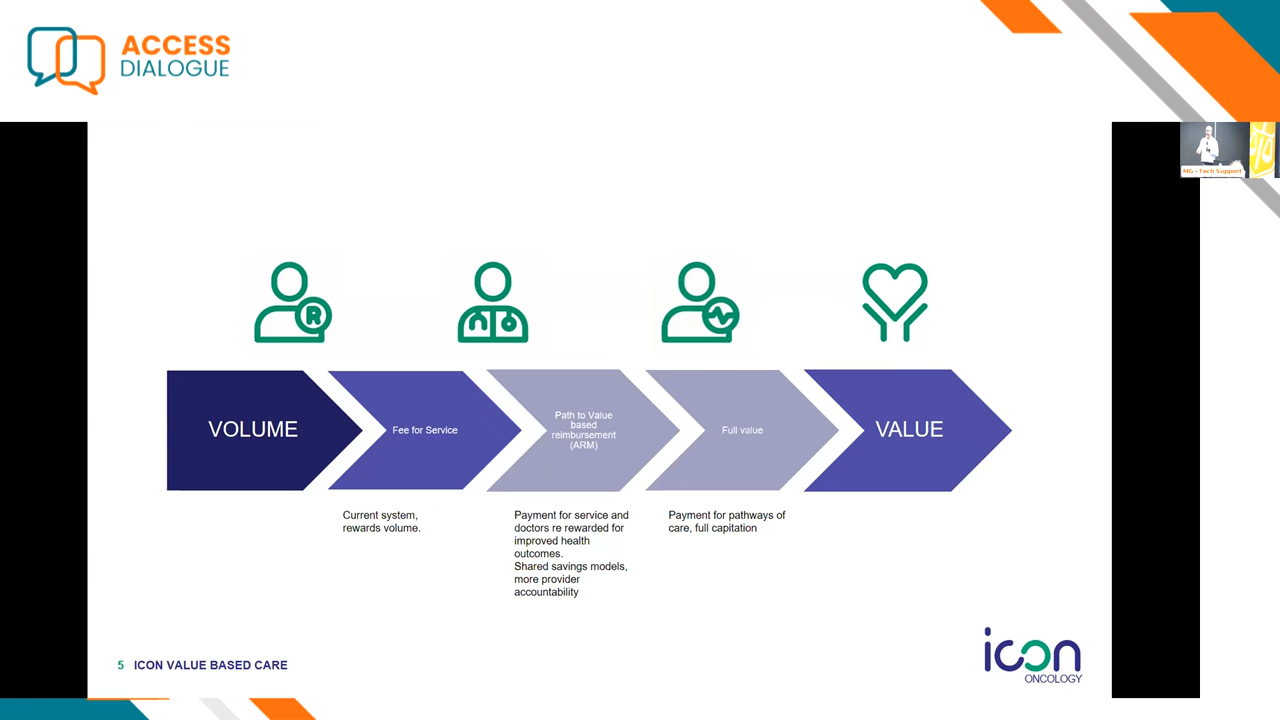 ACCESS
DIALOGUE
MG - Tech Support
R
VOLUME
Fee for Service
Path to Value
based
reimbursement
(ARM)
Full value
VALUE
Current system,
rewards volume.
Payment for service and
doctors re rewarded for
improved health
outcomes.
Shared savings models,
more provider
accountability
Payment for pathways of
care, full capitation
5 ICON VALUE BASED CARE
icon
ONCOLOGY